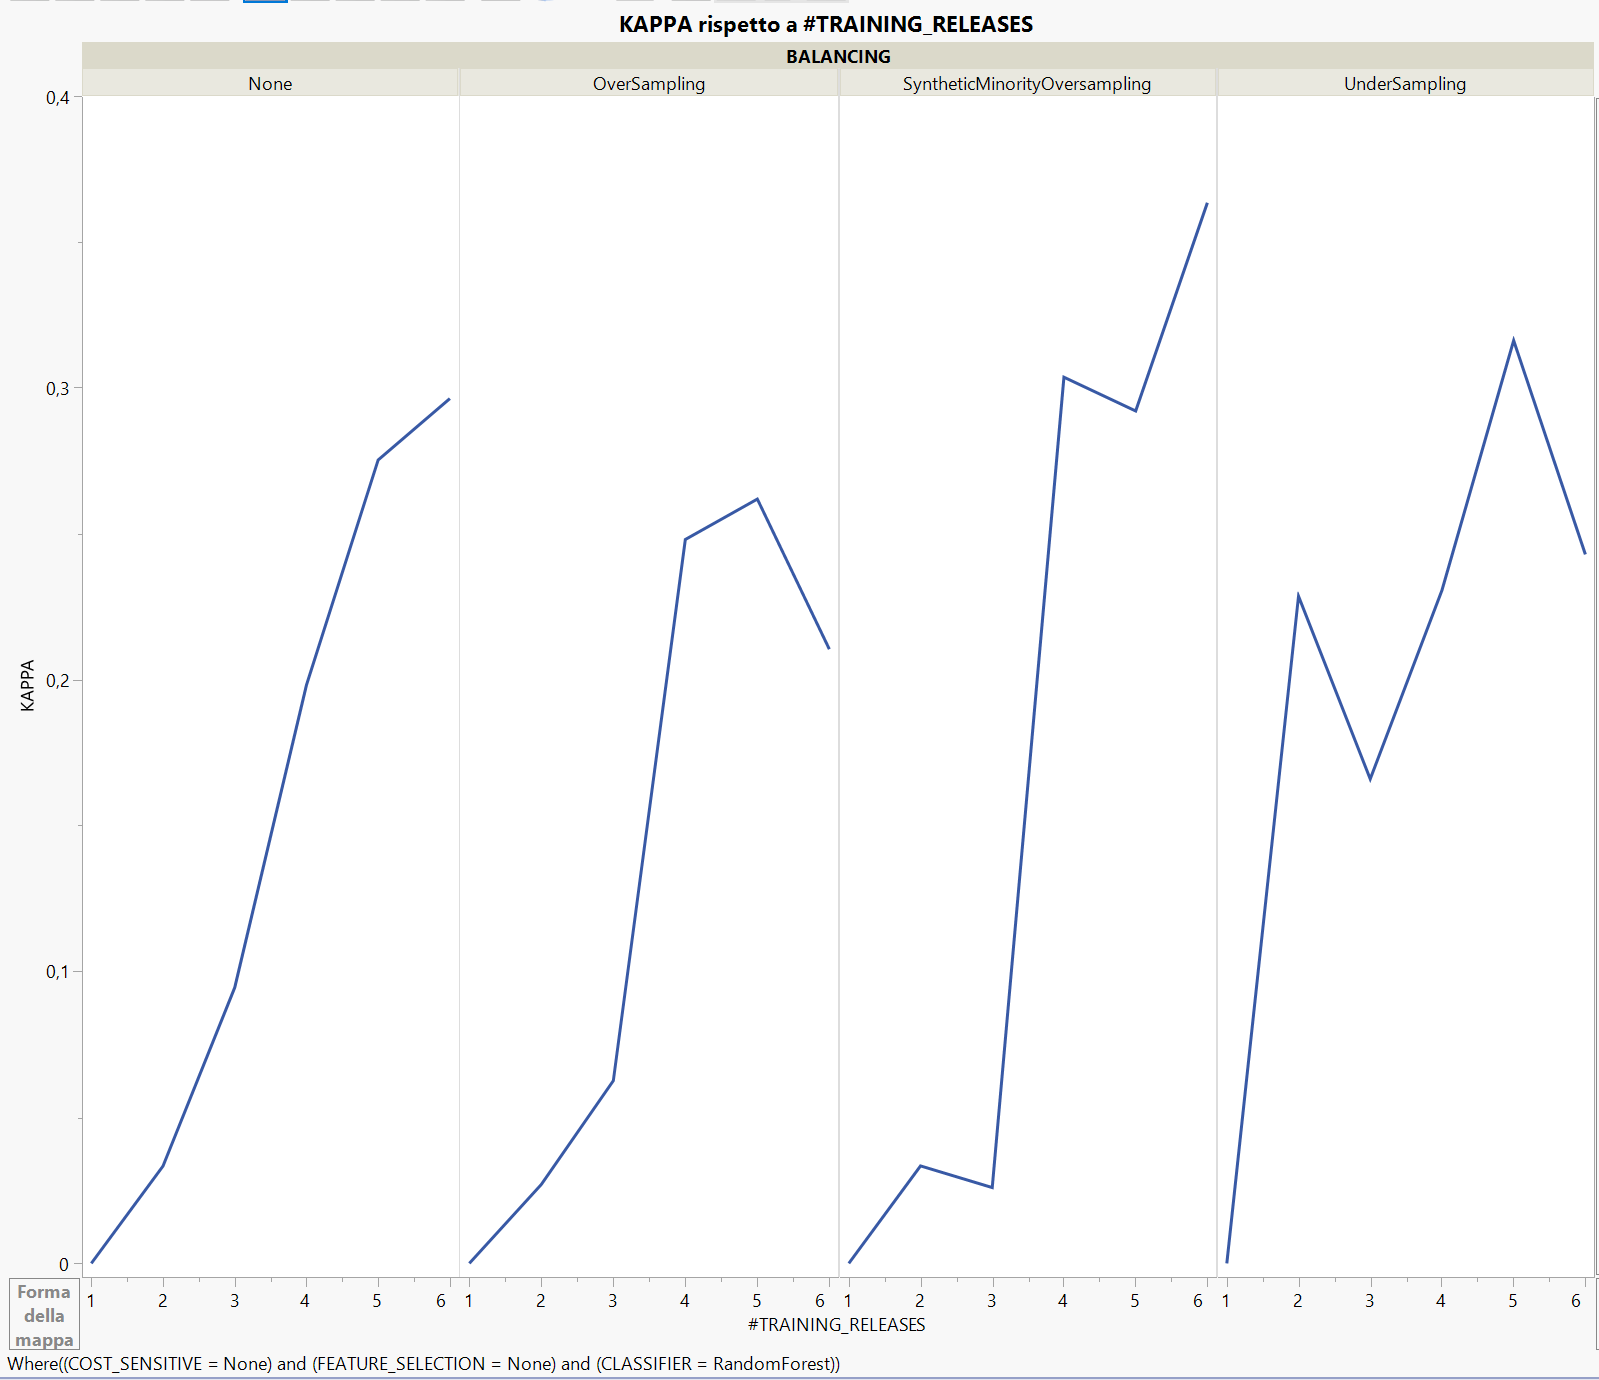 KAPPA rispetto a #TRAINING_RELEASES
BALANCING
None OverSampling SyntheticMinorityOversampling UnderSampling
0,4
0,3
0,2
0,1
0
KAPPA
1 2 3 4 5 6 1 2 3 4 5 6 1 2 3 4 5 6 1 2 3 4 5 6
#TRAINING_RELEASES
Forma
della
mappa
Where((COST_SENSITIVE = None) and (FEATURE_SELECTION = None) and (CLASSIFIER = RandomForest))